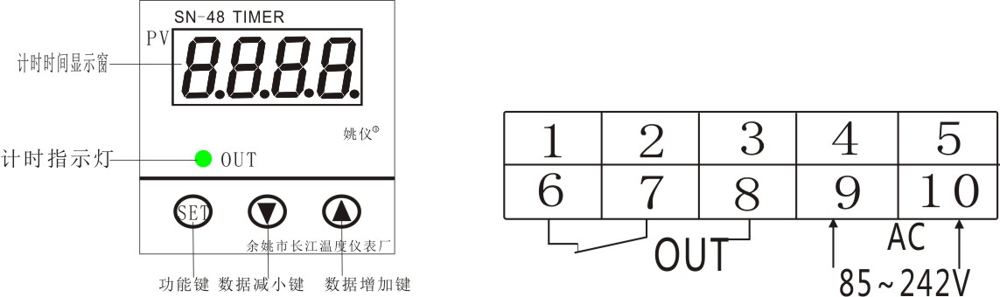 SN-48 TIMER
PV
8.8.8.8.
计时时间显示窗
姚仪®
计时指示灯
OUT
SET
余姚市长江温度仪表厂
功能键 数据减小键 数据增加键
1 2 3 4 5
6 7 8 9 10
OUT
AC
85~242V